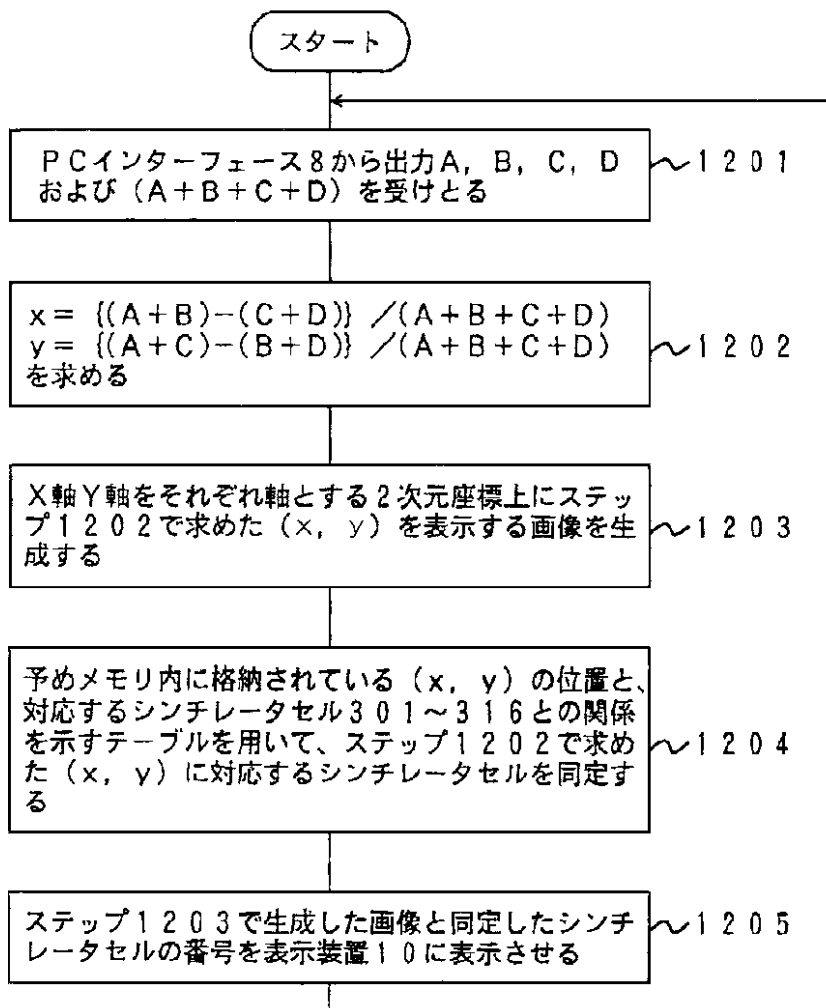 スタート
PCインターフェース8から出力A, B, C, D
および (A+B+C+D) を受けとる
1201
x= {(A+B)-(C+D)} /(A+B+C+D)
y= {(A+C)-(B+D)} /(A+B+C+D)
を求める
1202
X軸Y軸をそれぞれ軸とする2次元座標上にステッ
プ1202で求めた (x, y) を表示する画像を生
成する
1203
予めメモリ内に格納されている (x, y) の位置と、
対応するシンチレータセル301~316との関係
を示すテーブルを用いて、ステップ1202で求め
た (x, y) に対応するシンチレータセルを同定す
る
1204
ステップ1203で生成した画像と同定したシンチ
レータセルの番号を表示装置10に表示させる
1205